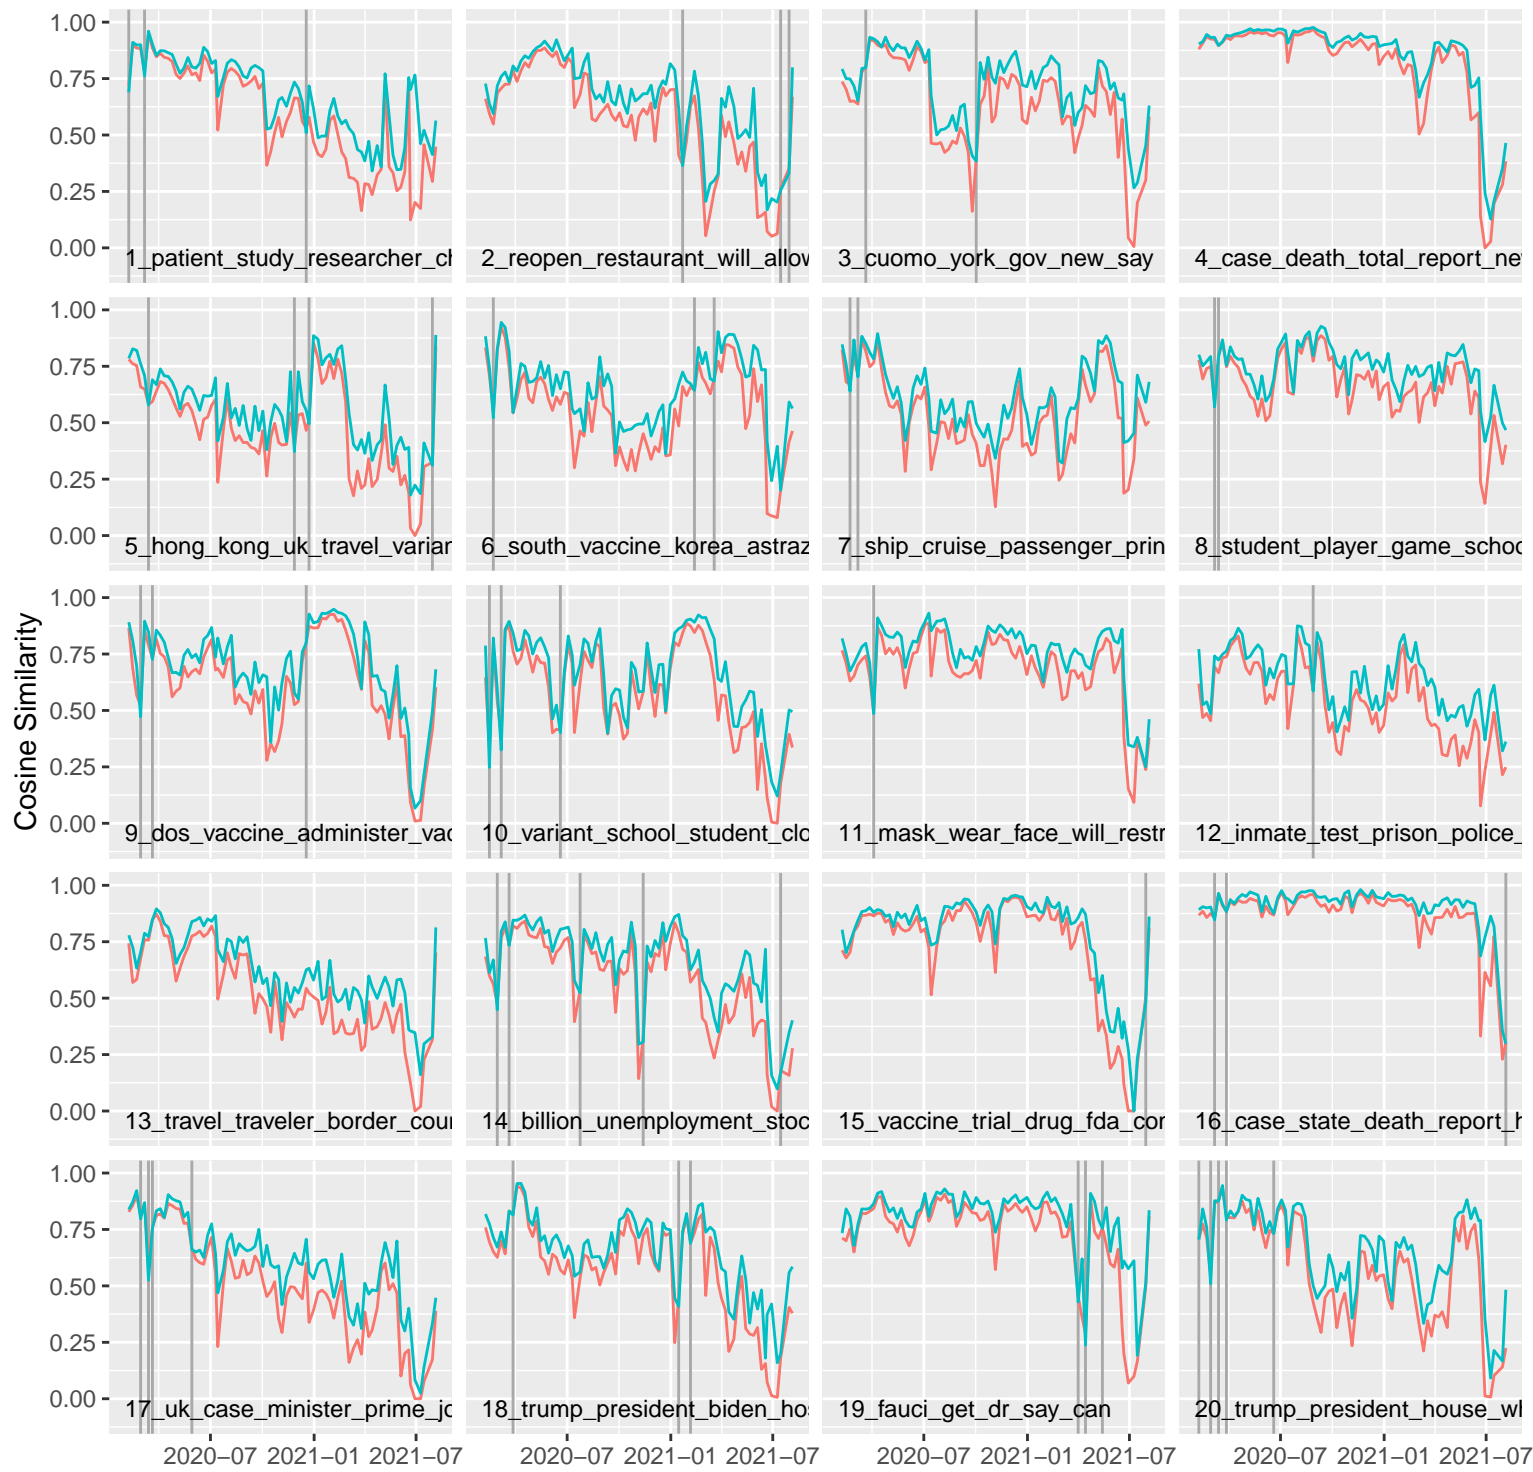 1.00
0.75
0.50
0.25
0.00
1_patient_study_researcher_ch
2_reopen_restaurant_will_allow
3_cuomo_york_gov_new_say
4_case_death_total_report_new
1.00
0.75
0.50
0.25
0.00
5_hong_kong_uk_travel_varian
6_south_vaccine_korea_astraz
7_ship_cruise_passenger_prin
8_student_player_game_schoo
Cosine Similarity
1.00
0.75
0.50
0.25
0.00
9_dos_vaccine_administer_vac
10_variant_school_student_clo
11_mask_wear_face_will_restr
12_inmate_test_prison_police_
1.00
0.75
0.50
0.25
0.00
13_travel_traveler_border_cour
14_billion_unemployment_stoc
15_vaccine_trial_drug_fda_cor
16_case_state_death_report_h
1.00
0.75
0.50
0.25
0.00
17_uk_case_minister_prime_jo
18_trump_president_biden_hos
19_fauci_get_dr_say_can
20_trump_president_house_wh
2020−07 2021−01 2021−07
2020−07 2021−01 2021−07
2020−07 2021−01 2021−07
2020−07 2021−01 2021−07